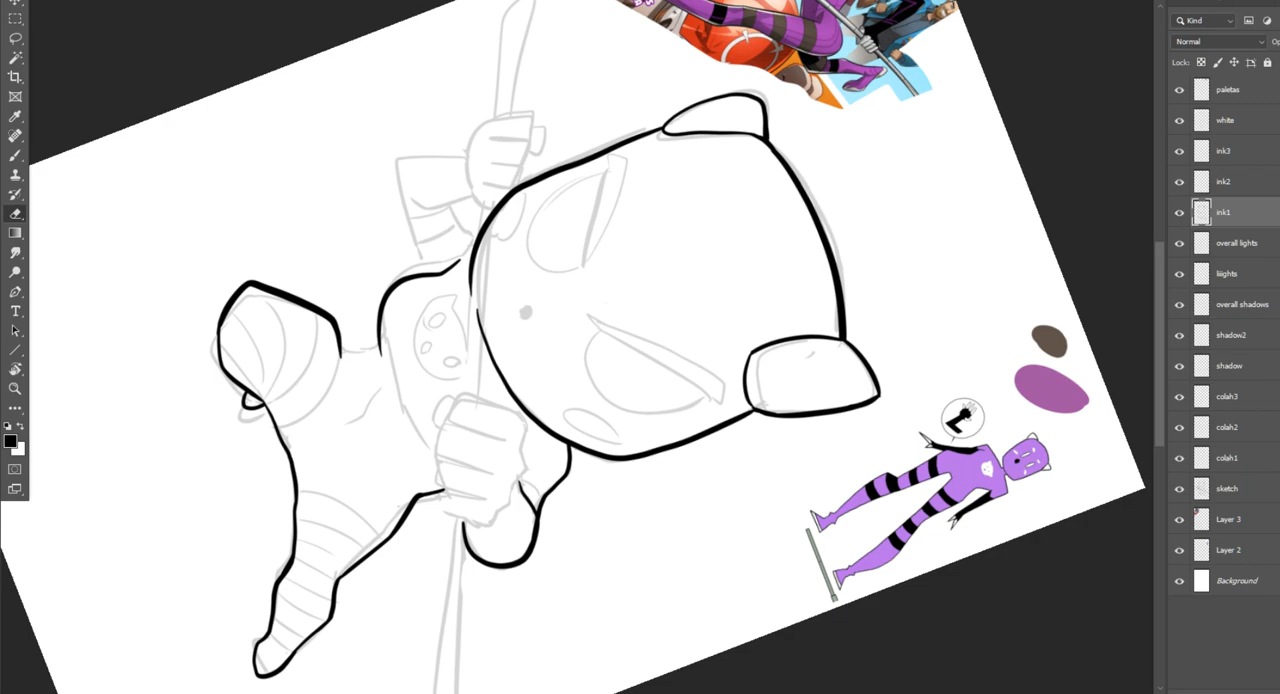 Kind
Normal
Lock:
paletas
white
ink3
ink2
ink1
overall lights
liiights
overall shadows
shadow2
shadow
colah3
colah2
colah1
sketch
Layer 3
Layer 2
Background